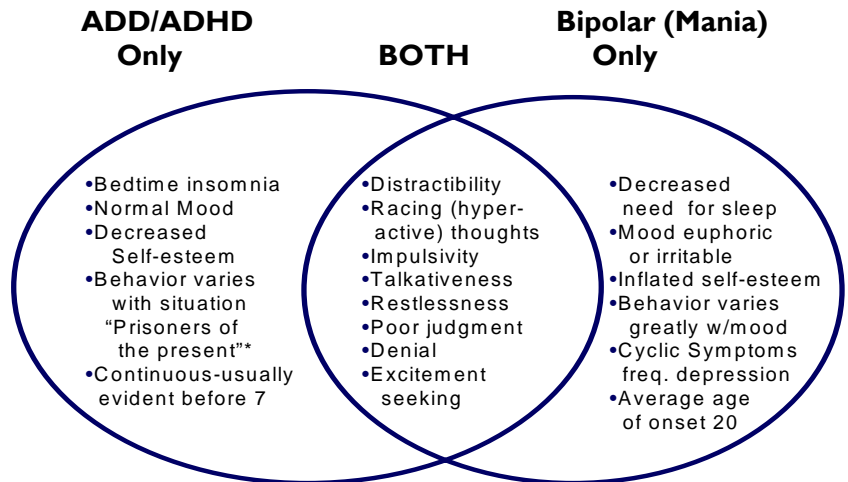 ADD/ADHD
Only
BOTH
Bipolar (Mania)
Only
•Bedtime insomnia
•Normal Mood
•Decreased
Self-esteem
•Behavior varies
with situation
“Prisoners of
the present”*
•Continuous-usually
evident before 7
•Distractibility
•Racing (hyper-
active) thoughts
•Impulsivity
•Talkativeness
•Restlessness
•Poor judgment
•Denial
•Excitement
seeking
•Decreased
need for sleep
•Mood euphoric
or irritable
•Inflated self-esteem
•Behavior varies
greatly w/mood
•Cyclic Symptoms
freq. depression
•Average age
of onset 20